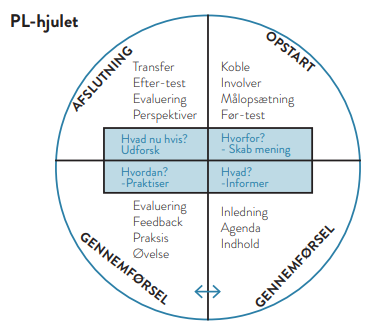 PL-hjulet
AFSLUTNING
Transfer
Efter-test
Evaluering
Perspektiver
Hvad nu hvis?
Udforsk
OPSTART
Koble
Involver
Målopsætning
Før-test
Hvorfor?
- Skab mening
Hvordan?
-Praktiser
Evaluering
Feedback
Praksis
Øvelse
GENNEMFØRSEL
Hvad?
-Informer
Inledning
Agenda
Indhold
GENNEMFØRSEL